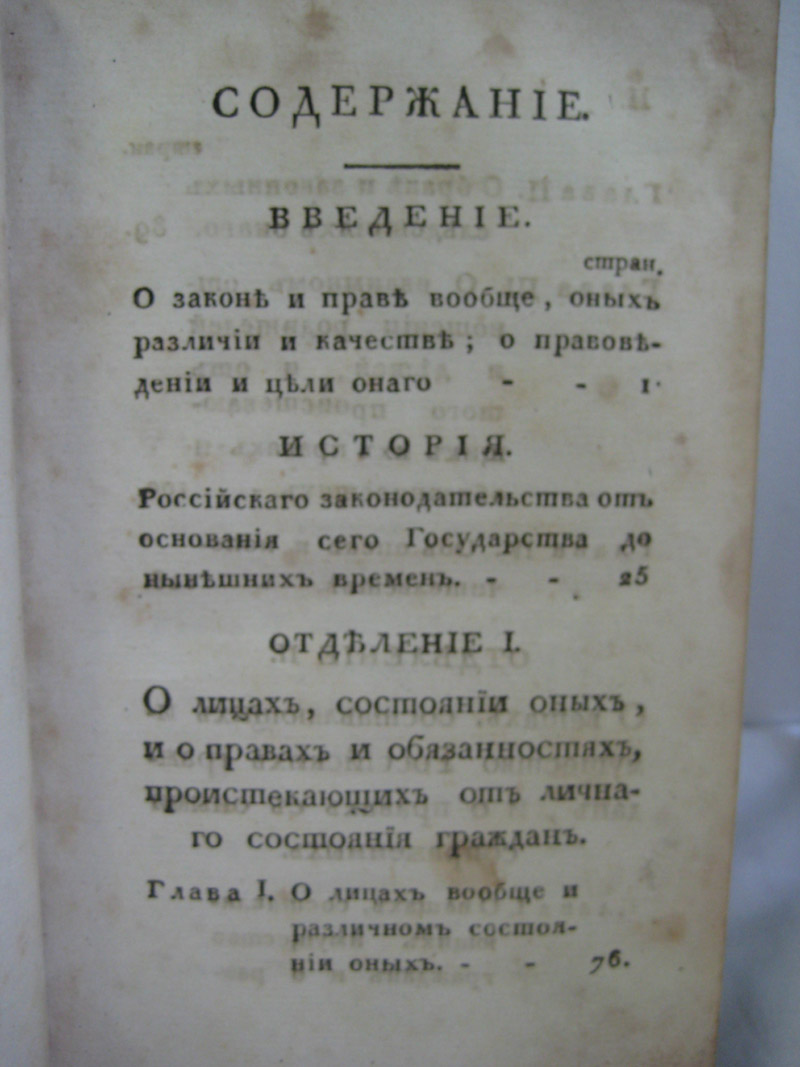 СОДЕРЖАНІЕ.
ВВЕДЕНІЕ.
стран.
О законѣ и правѣ вообще, оныхъ
различіи и качествѣ; о правовѣ-
деніи и цѣли онаго - - 1
ИСТОРІЯ.
Россійскаго законодательства отъ
основанія сего Государства до
нынѣшнихъ временъ. - - 25
ОТДѢЛЕНІЕ I.
О лицахъ, состояніи оныхъ,
и о правахъ и обязанностяхъ,
проистекающихъ отъ лична-
го состоянія граждан.
Глава I. О лицахъ вообще и
различномъ состоя-
ніи оныхъ. - - 76.